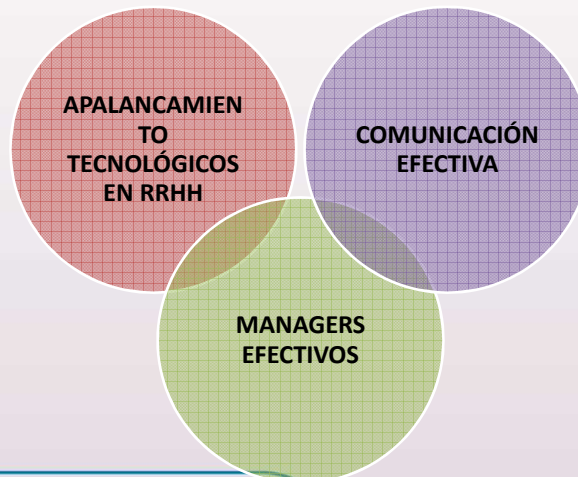 APALANCAMIEN
TO
TECNOLÓGICOS
EN RRHH
COMUNICACIÓN
EFECTIVA
MANAGERS
EFECTIVOS